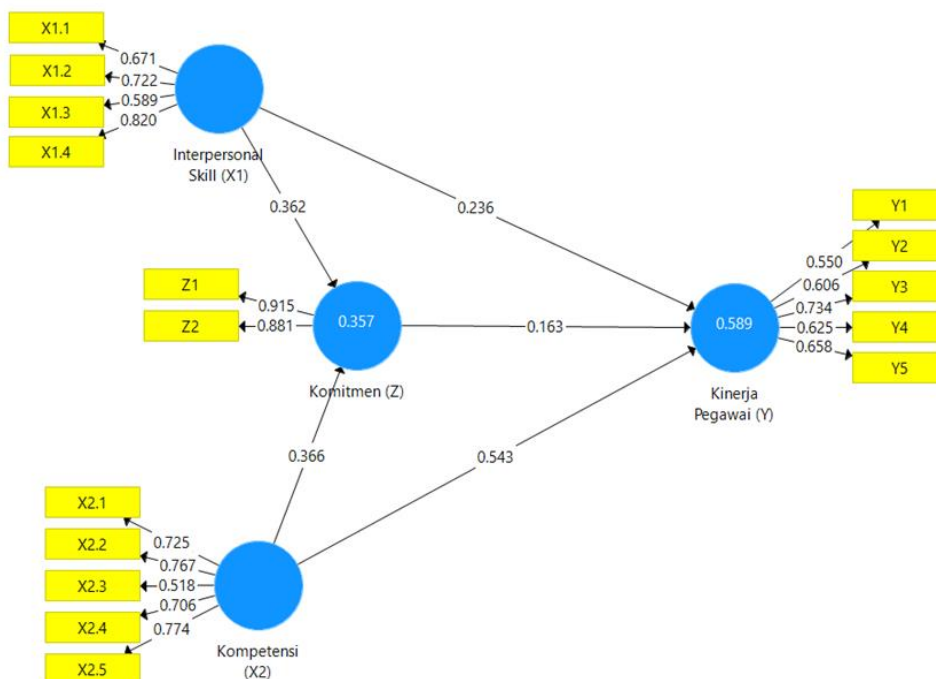 X1.1
0.671
X1.2
0.722
X1.3
0.589
0.820
X1.4
Interpersonal
Skill (X1)
0.362
0.236
Y1
0.550
Y2
0.606
Y3
0.734
Y4
0.625
0.658
Y5
Z1
0.915
Z2
0.881
0.357
0.163
0.589
Komitmen (Z)
Kinerja
Pegawai (Y)
0.366
0.543
X2.1
0.725
X2.2
0.767
X2.3
0.518
0.706
X2.4
0.774
X2.5
Kompetensi
(X2)